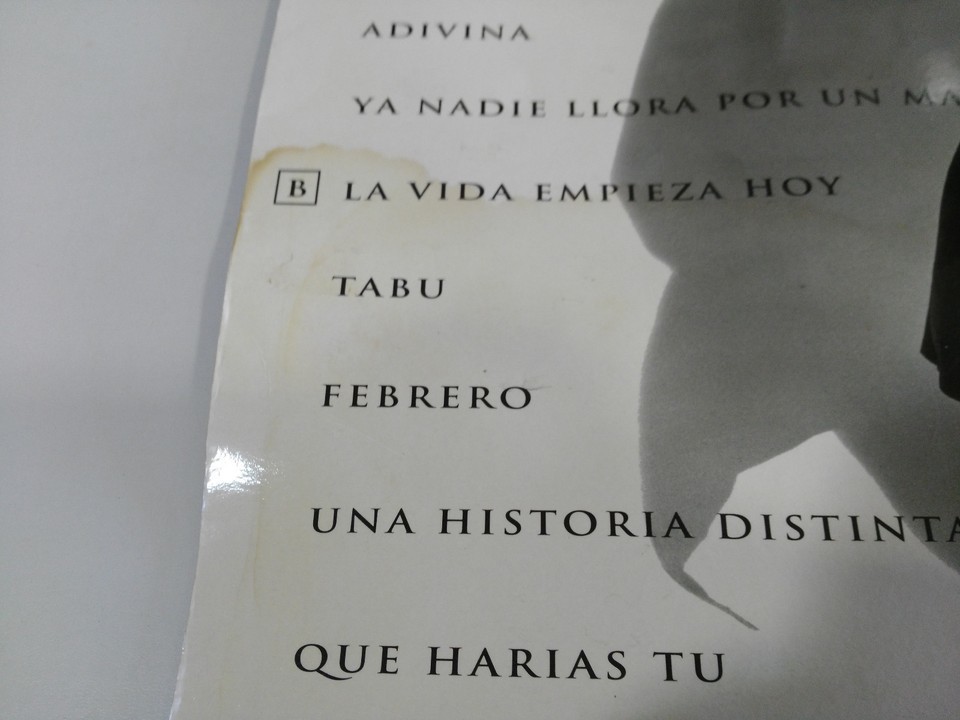 ADIVINA
YA NADIE LLORA POR UN
B LA VIDA EMPIEZA HOY
TABU
FEBRERO
UNA HISTORIA DISTINTA
QUE HARIAS TU